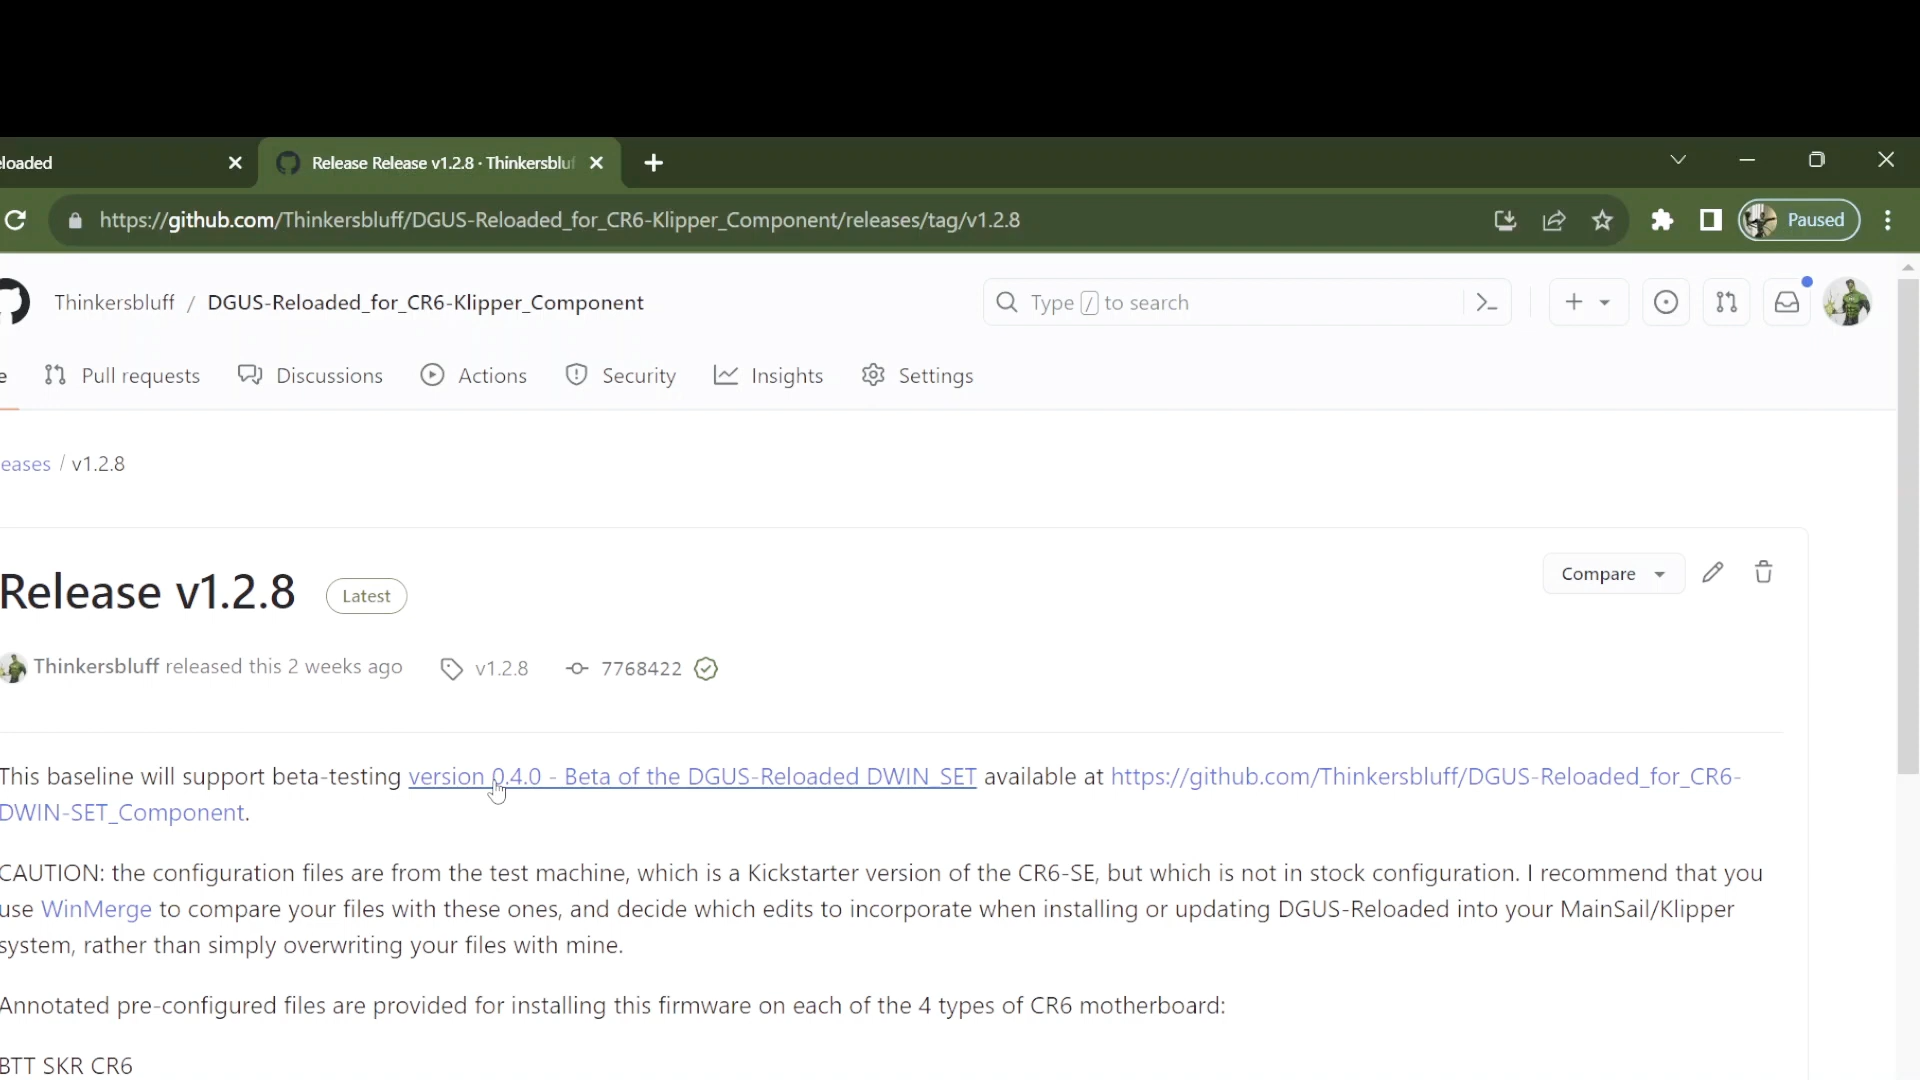 eloaded
Release Release v1.2.8 · Thinkersbluf
https://github.com/Thinkersbluff/DGUS-Reloaded_for_CR6-Klipper_Component/releases/tag/v1.2.8
Paused
Thinkersbluff / DGUS-Reloaded_for_CR6-Klipper_Component
Type / to search
e Pull requests Discussions Actions Security Insights Settings
eases / v1.2.8
Release v1.2.8 Latest
Compare
Thinkersbluff released this 2 weeks ago v1.2.8 7768422
This baseline will support beta-testing version 0.4.0 - Beta of the DGUS-Reloaded DWIN_SET available at https://github.com/Thinkersbluff/DGUS-Reloaded_for_CR6-
DWIN-SET_Component.
CAUTION: the configuration files are from the test machine, which is a Kickstarter version of the CR6-SE, but which is not in stock configuration. I recommend that you
use WinMerge to compare your files with these ones, and decide which edits to incorporate when installing or updating DGUS-Reloaded into your MainSail/Klipper
system, rather than simply overwriting your files with mine.
Annotated pre-configured files are provided for installing this firmware on each of the 4 types of CR6 motherboard:
BTT SKR CR6